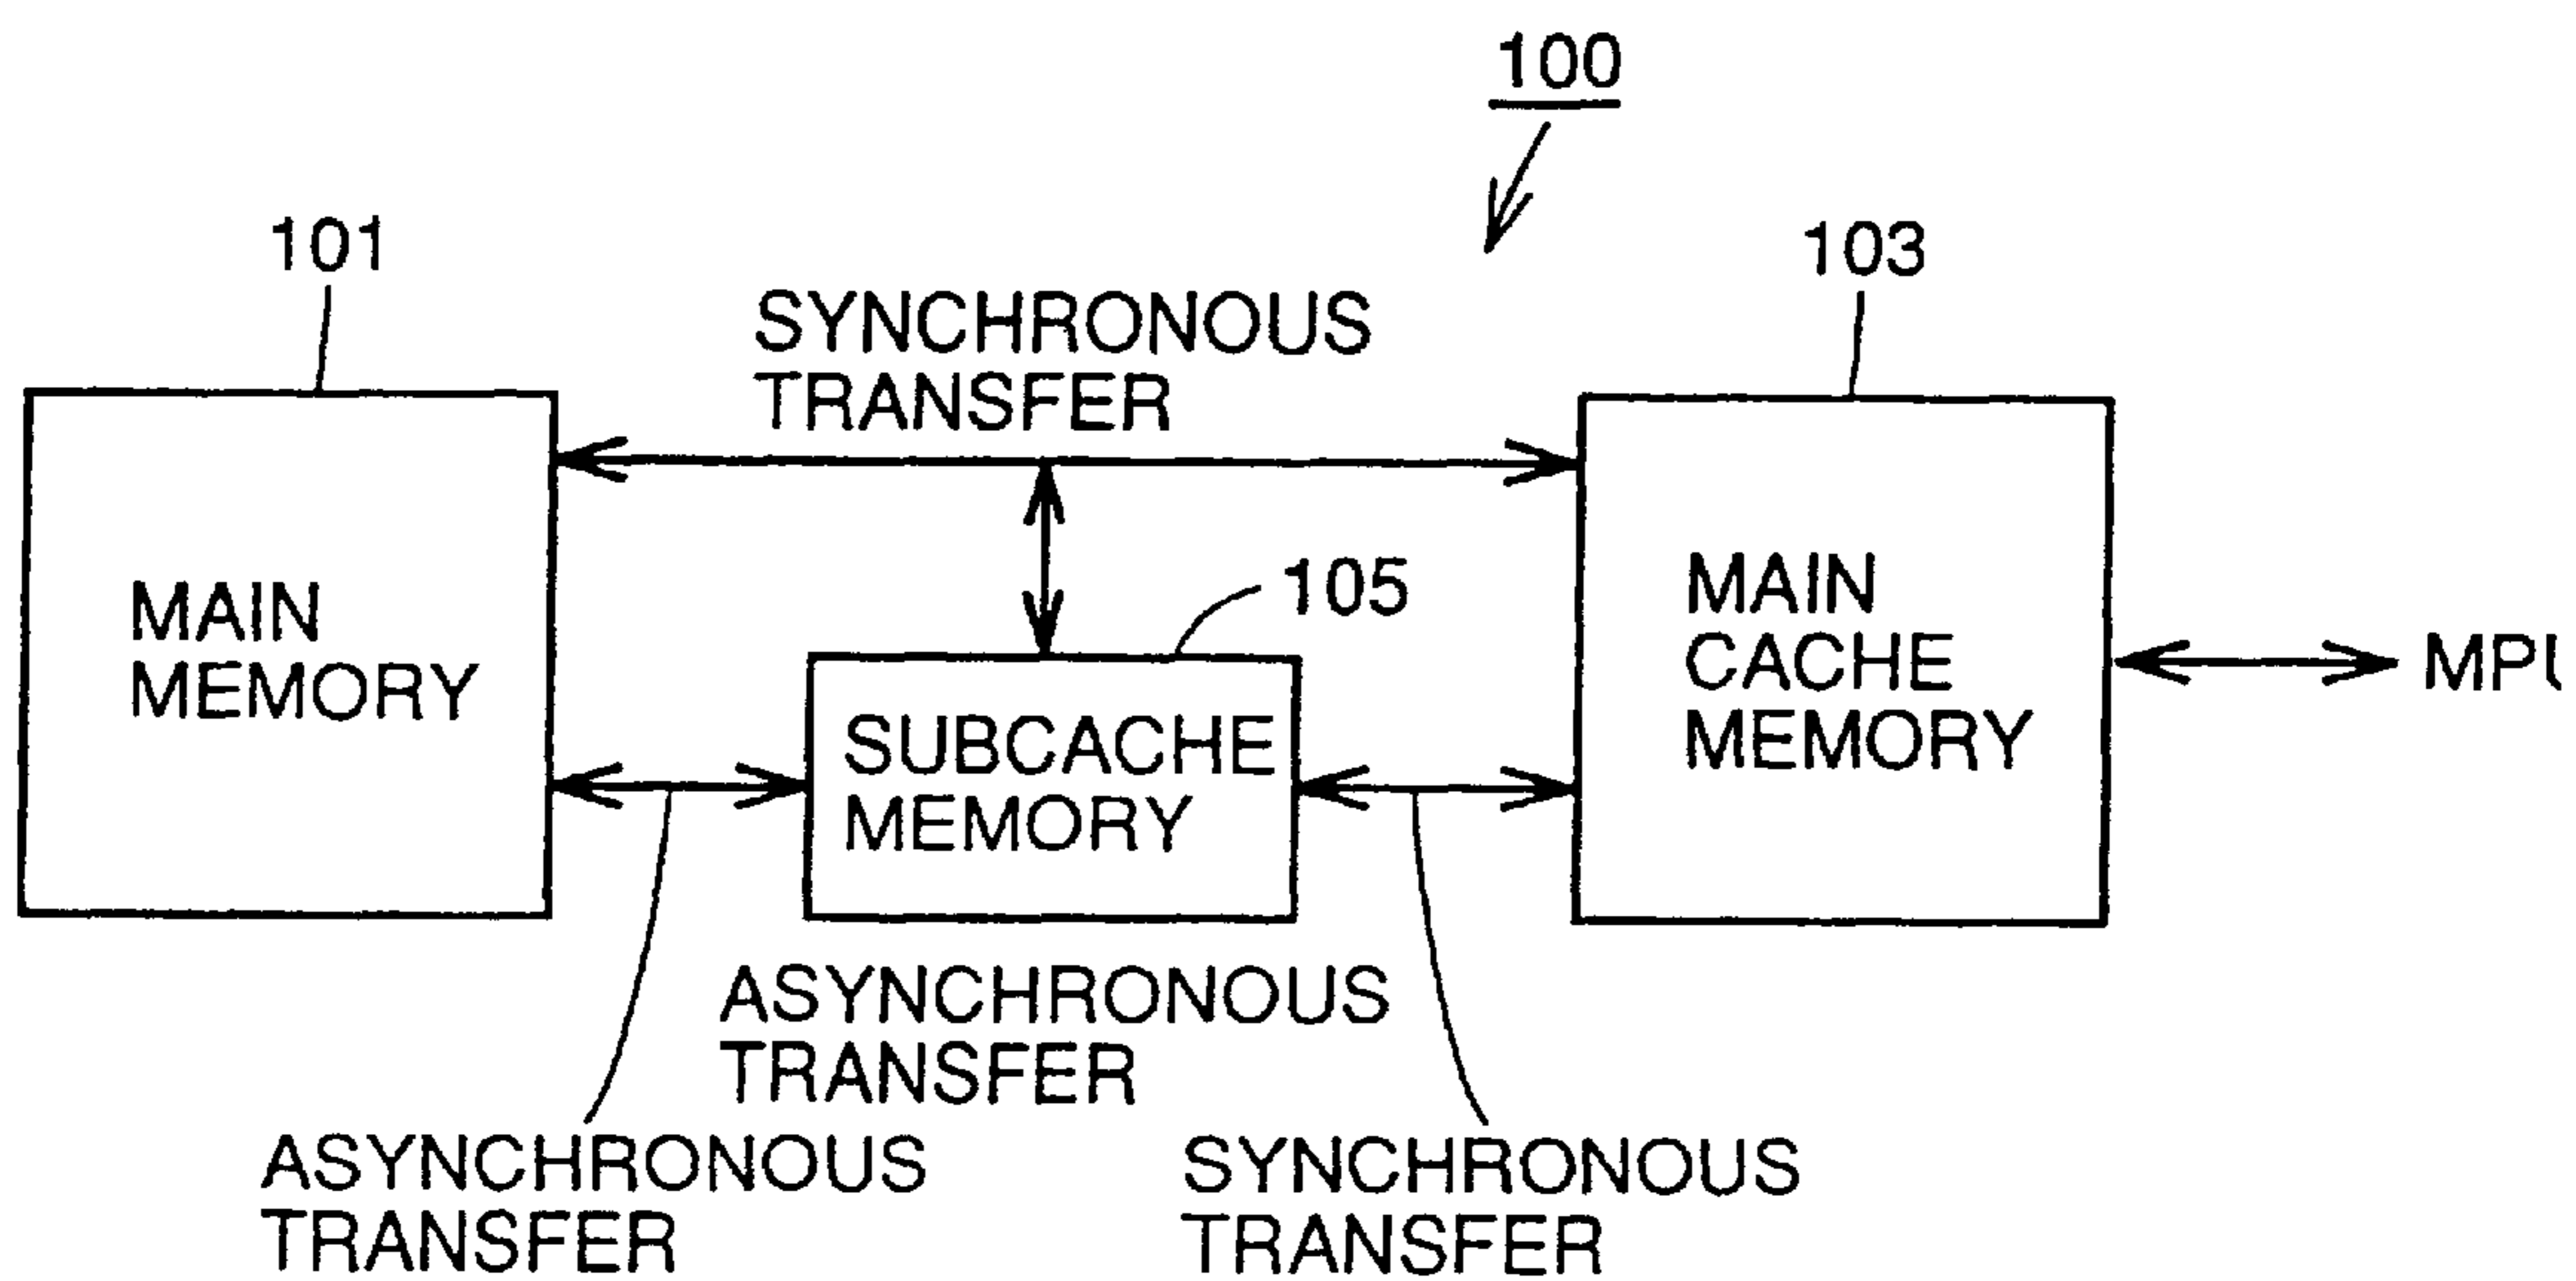 100
101
103
SYNCHRONOUS
TRANSFER
105
MAIN
MEMORY
SUBCACHE
MEMORY
MAIN
CACHE
MEMORY
ASYNCHRONOUS
TRANSFER
ASYNCHRONOUS
TRANSFER
SYNCHRONOUS
TRANSFER